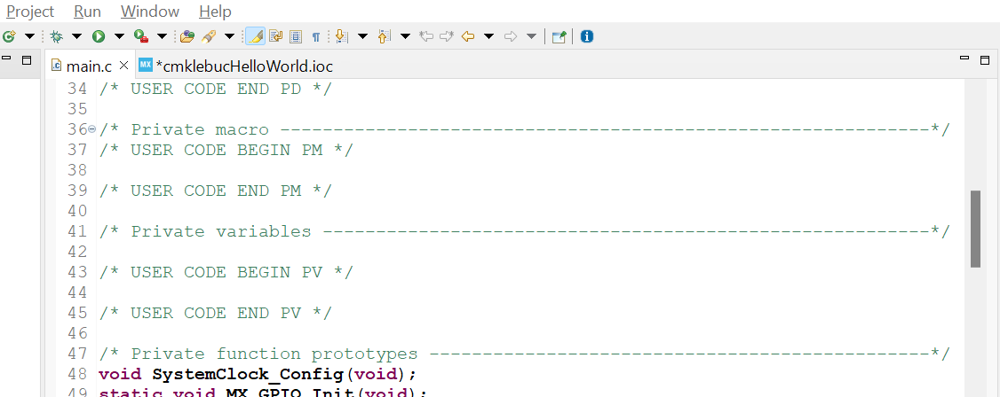 Project Run Window Help
main.c *cmklebucHelloWorld.ioc
34 /* USER CODE END PD */
35
36 /* Private macro -------------------------------------------------------------*/
37 /* USER CODE BEGIN PM */
38
39 /* USER CODE END PM */
40
41 /* Private variables ---------------------------------------------------------*/
42
43 /* USER CODE BEGIN PV */
44
45 /* USER CODE END PV */
46
47 /* Private function prototypes -----------------------------------------------*/
48 void SystemClock_Config(void);
49 static void MX_GPIO_Init(void);